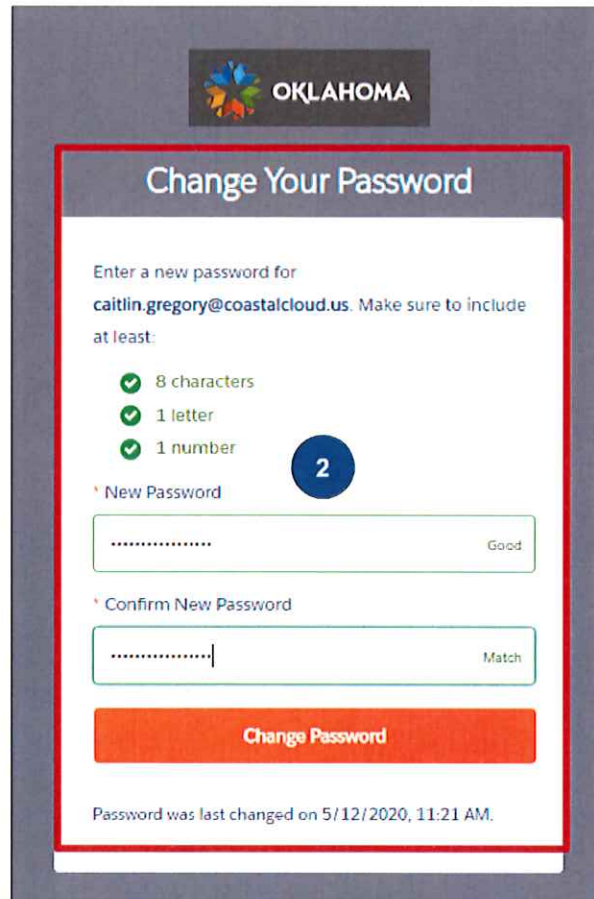 OKLAHOMA
Change Your Password
Enter a new password for
caitlin.gregory@coastalcloud.us. Make sure to include
at least:
8 characters
1 letter
1 number
2
* New Password
••••••••••••••••• Good
* Confirm New Password
••••••••••••••••• Match
Change Password
Password was last changed on 5/12/2020, 11:21 AM.